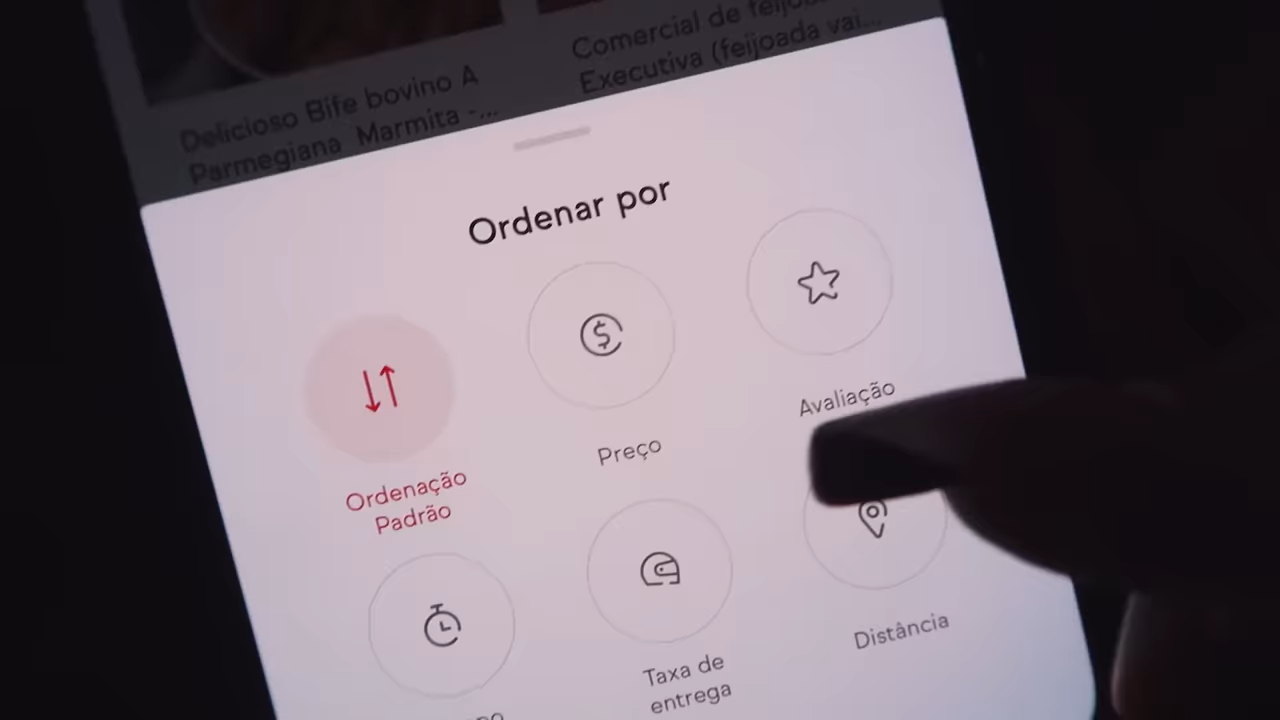 Delicioso Bife bovino A
Parmegiana Marmita -...
Comercial de
Executiva (feijoada vai...
Ordenar por
Ordenação
Padrão
Preço
Avaliação
Taxa de
entrega
Distância